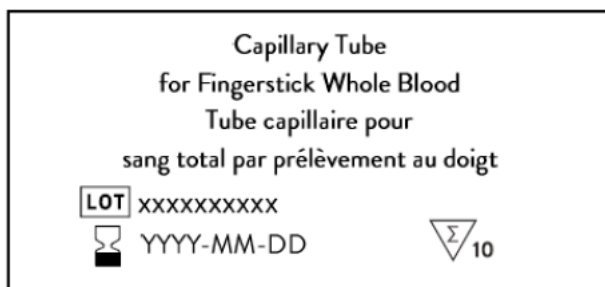 Capillary Tube
for Fingerstick Whole Blood
Tube capillaire pour
sang total par prélèvement au doigt
LOT xxxxxxxxxx
YYYY-MM-DD
Σ 10